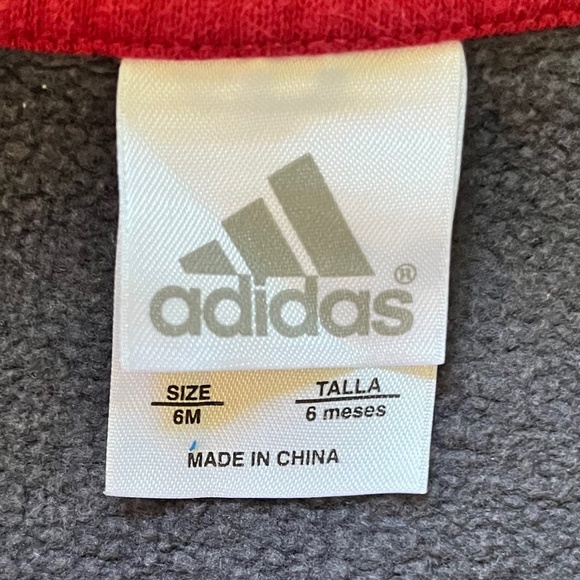 adidas®
SIZE TALLA
6M 6 meses
MADE IN CHINA